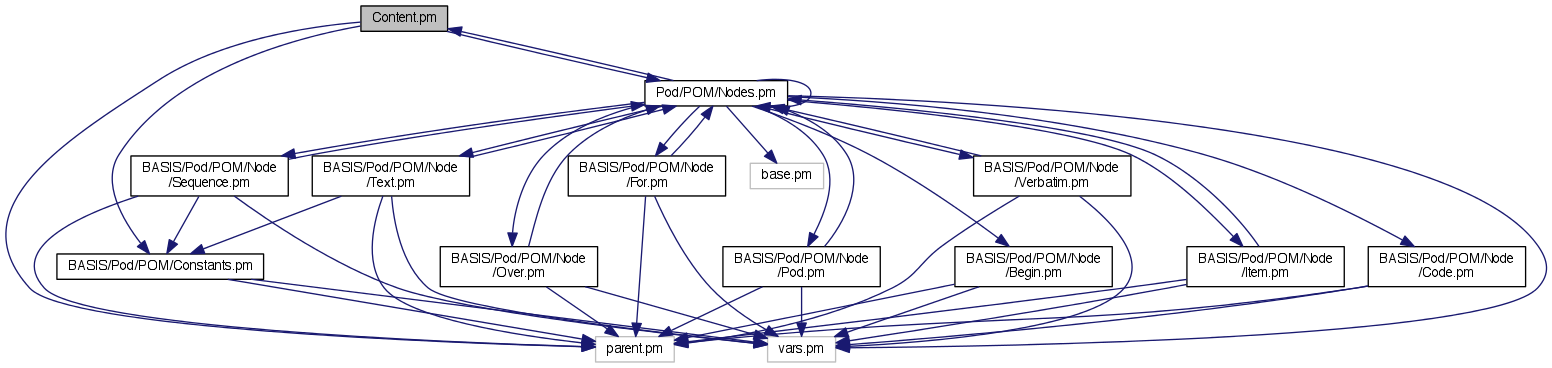 Content.pm
Pod/POM/Nodes.pm
BASIS/Pod/POM/Node
/Sequence.pm
BASIS/Pod/POM/Node
/Text.pm
BASIS/Pod/POM/Node
/For.pm
base.pm
BASIS/Pod/POM/Node
/Verbatim.pm
BASIS/Pod/POM/Constants.pm
BASIS/Pod/POM/Node
/Over.pm
BASIS/Pod/POM/Node
/Pod.pm
BASIS/Pod/POM/Node
/Begin.pm
BASIS/Pod/POM/Node
/Item.pm
BASIS/Pod/POM/Node
/Code.pm
parent.pm
vars.pm